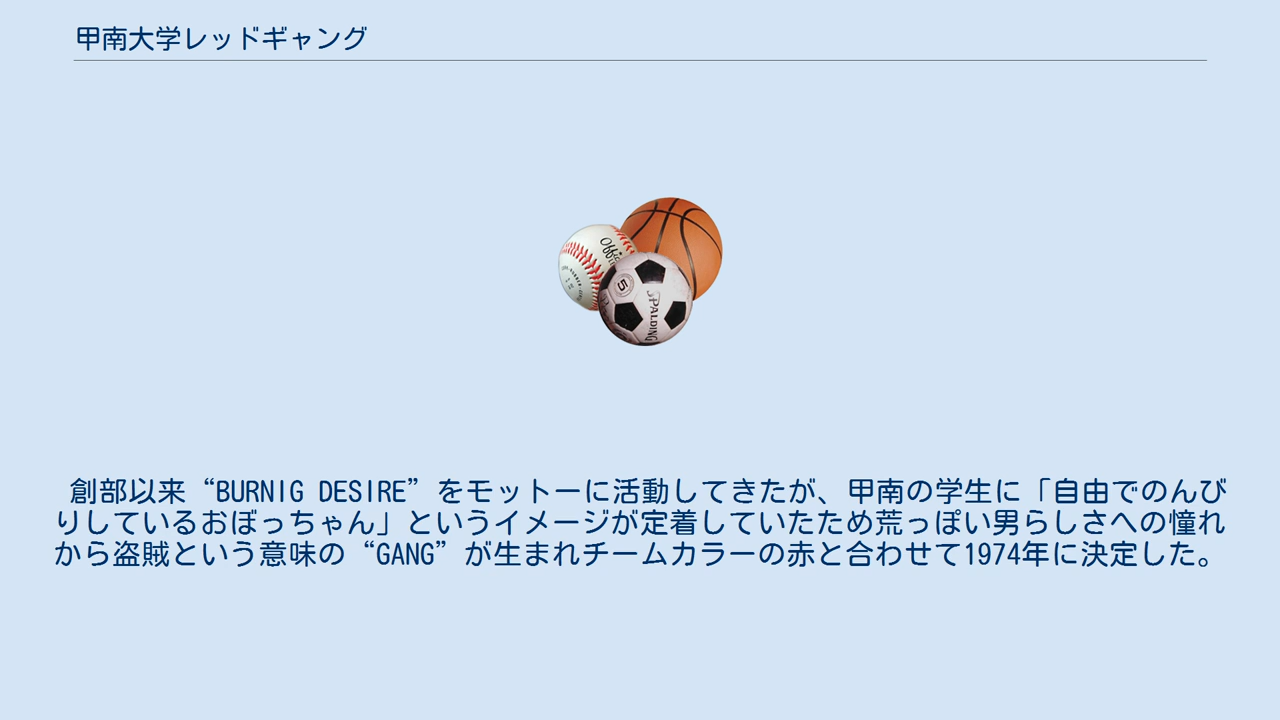 甲南大学レッドギャング
Offic
5
SPALDING
創部以来“BURNIG DESIRE”をモットーに活動してきたが、甲南の学生に「自由でのんび
りしているおぼっちゃん」というイメージが定着していたため荒っぽい男らしさへの憧れ
から盗賊という意味の“GANG”が生まれチームカラーの赤と合わせて1974年に決定した。